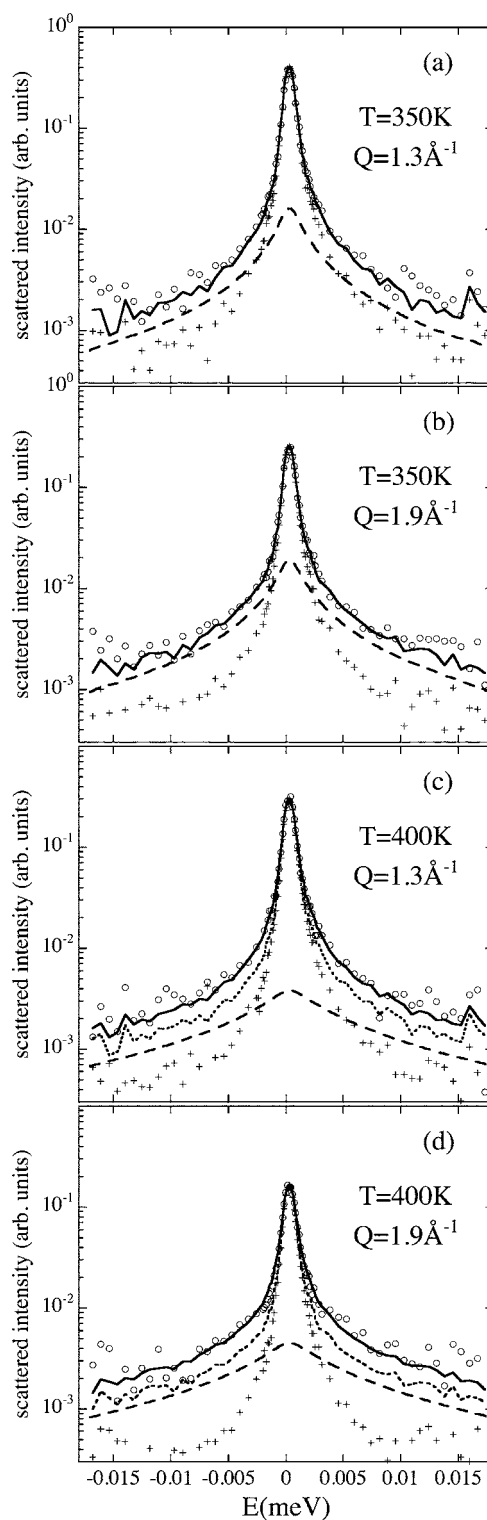 10^0
10^-1
10^-2
10^-3
scattered intensity (arb. units)
(a)
T=350K
Q=1.3Å^-1
10^0
10^-1
10^-2
10^-3
scattered intensity (arb. units)
(b)
T=350K
Q=1.9Å^-1
10^-1
10^-2
10^-3
scattered intensity (arb. units)
(c)
T=400K
Q=1.3Å^-1
10^-1
10^-2
10^-3
scattered intensity (arb. units)
(d)
T=400K
Q=1.9Å^-1
-0.015 -0.01 -0.005 0 0.005 0.01 0.015
E(meV)